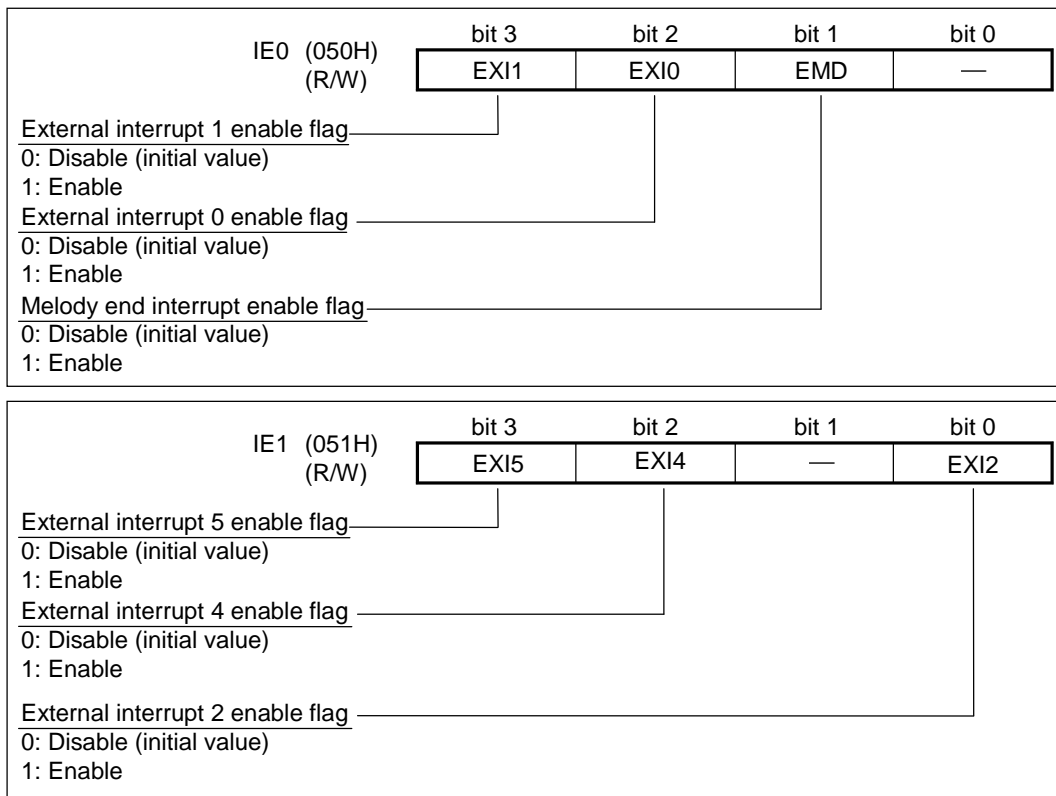 bit 3 bit 2 bit 1 bit 0
IE0 (050H)
(R/W)
EXI1 EXI0 EMD —
External interrupt 1 enable flag
0: Disable (initial value)
1: Enable
External interrupt 0 enable flag
0: Disable (initial value)
1: Enable
Melody end interrupt enable flag
0: Disable (initial value)
1: Enable
bit 3 bit 2 bit 1 bit 0
IE1 (051H)
(R/W)
EXI5 EXI4 — EXI2
External interrupt 5 enable flag
0: Disable (initial value)
1: Enable
External interrupt 4 enable flag
0: Disable (initial value)
1: Enable
External interrupt 2 enable flag
0: Disable (initial value)
1: Enable